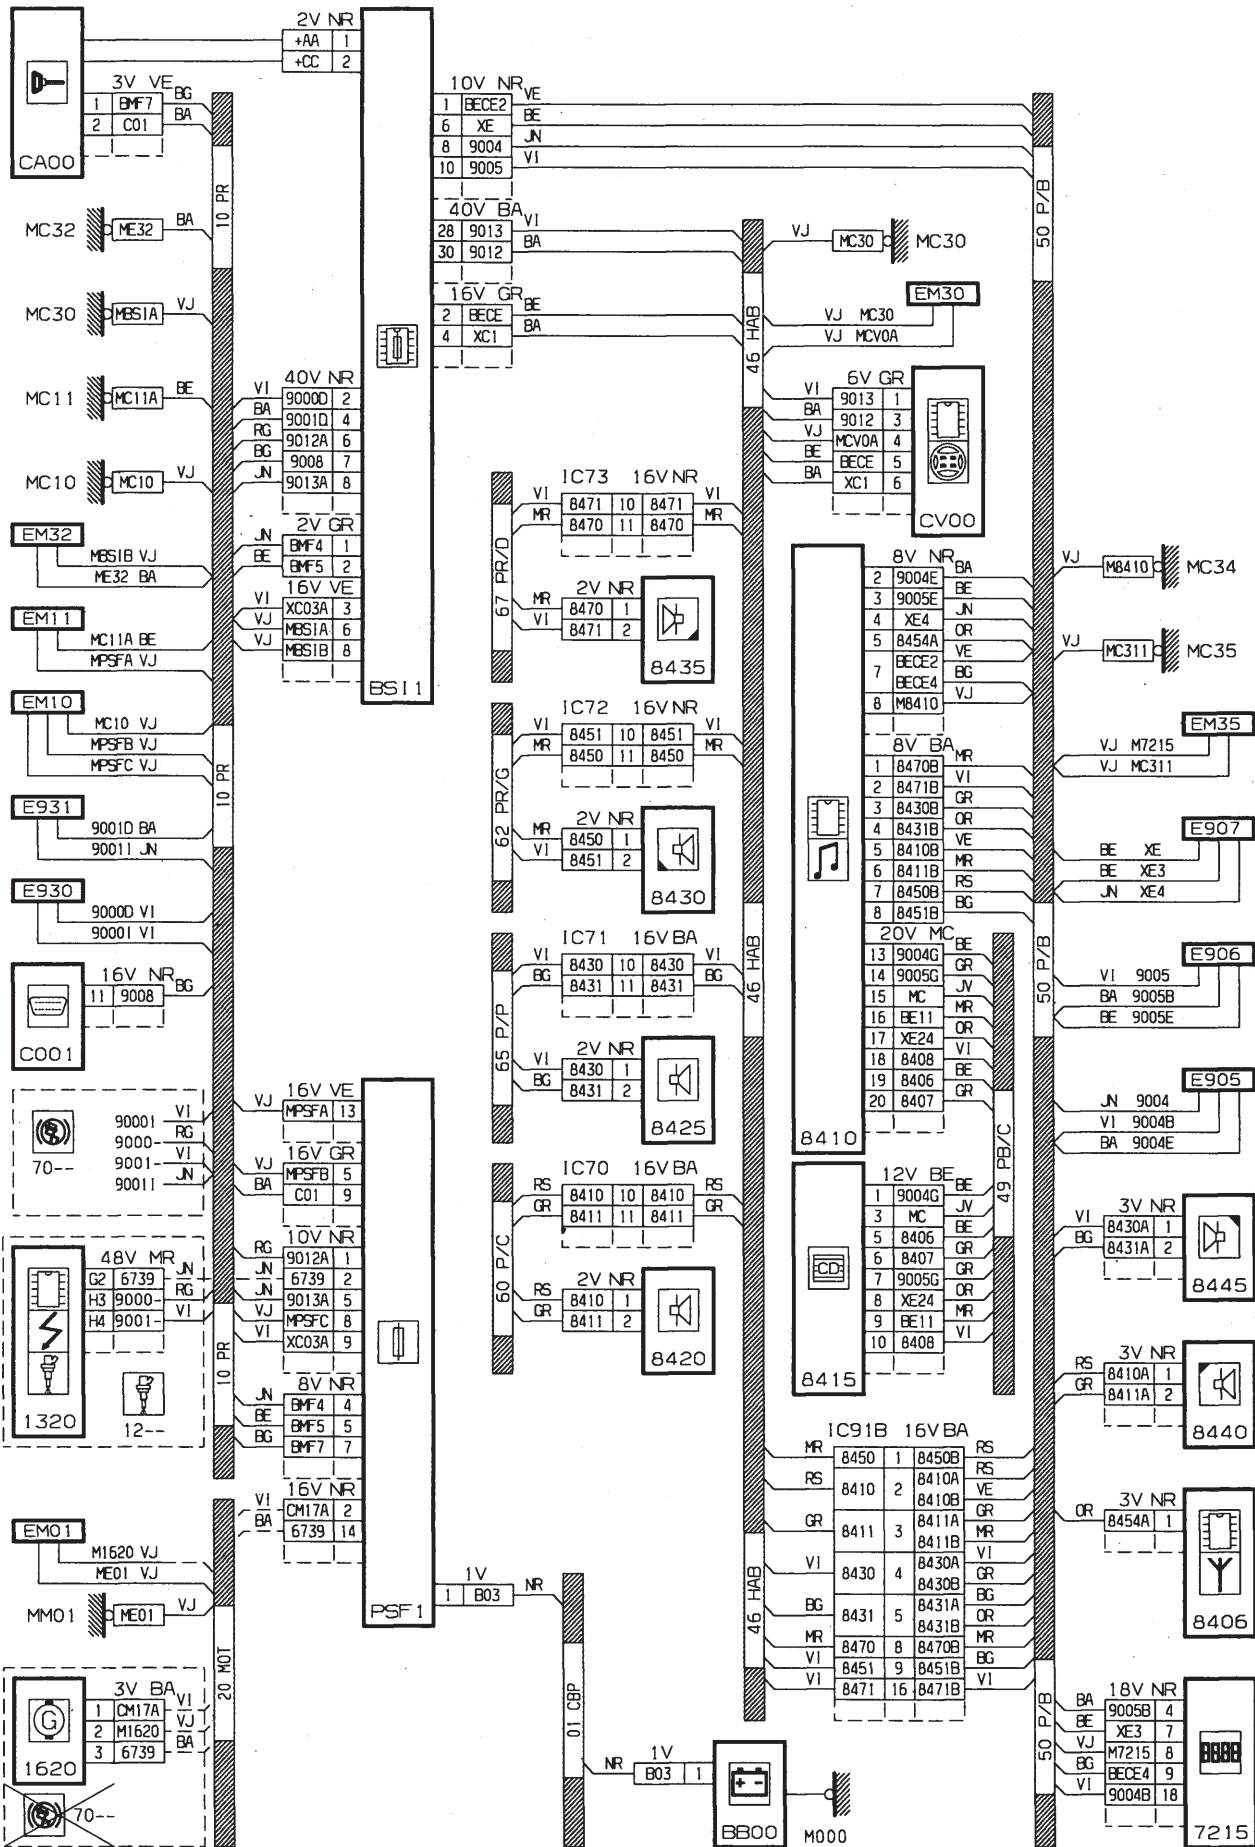 CA00
3V VE
1 BMF7 BG
2 C01 BA
2V NR
+AA 1
+CC 2
10 PR
MC32 ME32 BA
MC30 MBSIA VJ
MC11 MC11A BE
MC10 MC10 VJ
EM32
MBSIB VJ
ME32 BA
EM11
MC11A BE
MPSFA VJ
EM10
MC10 VJ
MPSFB VJ
MPSFC VJ
10 PR
E931
9001D BA
9001I JN
E930
9000D VI
9000I VI
C001
16V NR
11 9008 BG
70--
9000I VI
9000- RG
9001- VI
9001I JN
1320
48V MR
G2 6739 JN
H3 9000- RG
H4 9001- VI
12--
10 PR
EM01
M1620 VJ
ME01 VJ
MM01 ME01 VJ
20 MOT
1620
G
3V BA
1 CM17A VI
2 M1620 VJ
3 6739 BA
70--
BSI1
40V NR
VI 9000D 2
BA 9001D 4
RG 9012A 6
BG 9008 7
JN 9013A 8
2V GR
JN BMF4 1
BE BMF5 2
16V VE
VI XC03A 3
VJ MBSIA 6
VJ MBSIB 8
10V NR
1 BECE2 VE
6 XE BE
8 9004 JN
10 9005 VI
40V BA
28 9013 VI
30 9012 BA
16V GR
2 BECE BE
4 XC1 BA
PSF1
16V VE
VJ MPSFA 13
16V GR
VJ MPSFB 5
BA C01 9
10V NR
RG 9012A 1
JN 6739 2
JN 9013A 5
VJ MPSFC 8
VI XC03A 9
8V NR
JN BMF4 4
BE BMF5 5
BG BMF7 7
16V NR
VI CM17A 2
BA 6739 14
1V
1 B03 NR
01 CBP
67 PR/D
IC73 16V NR
VI 8471 10 8471 VI
MR 8470 11 8470 MR
2V NR
MR 8470 1
VI 8471 2
8435
62 PR/G
IC72 16V NR
VI 8451 10 8451 VI
MR 8450 11 8450 MR
2V NR
MR 8450 1
VI 8451 2
8430
65 P/P
IC71 16V BA
VI 8430 10 8430 VI
BG 8431 11 8431 BG
2V NR
VI 8430 1
BG 8431 2
8425
60 P/C
IC70 16V BA
RS 8410 10 8410 RS
GR 8411 11 8411 GR
2V NR
RS 8410 1
GR 8411 2
8420
NR
1V
B03 1
BB00
M000
46 HAB
46 HAB
46 HAB
VJ MC30 MC30
EM30
VJ MC30
VJ MCV0A
6V GR
VI 9013 1
BA 9012 3
VJ MCV0A 4
BE BECE 5
BA XC1 6
CV00
8410
8V NR
2 9004E BA
3 9005E BE
4 XE4 JN
5 8454A OR
7 BECE2 VE
BECE4 BG
8 M8410 VJ
8V BA
1 8470B MR
2 8471B VI
3 8430B GR
4 8431B OR
5 8410B VE
6 8411B MR
7 8450B RS
8 8451B BG
20V MC
13 9004G BE
14 9005G GR
15 MC JV
16 BE11 MR
17 XE24 OR
18 8408 VI
19 8406 BE
20 8407 GR
49 PB/C
8415
CD
12V BE
1 9004G BE
3 MC JV
5 8406 BE
6 8407 GR
7 9005G GR
8 XE24 OR
9 BE11 MR
10 8408 VI
IC91B 16V BA
MR 8450 1 8450B RS
RS 8410 2 8410A RS
8410B VE
GR 8411 3 8411A GR
8411B MR
VI 8430 4 8430A VI
8430B GR
BG 8431 5 8431A BG
8431B OR
MR 8470 8 8470B MR
VI 8451 9 8451B BG
VI 8471 16 8471B VI
50 P/B
50 P/B
50 P/B
VJ M8410 MC34
VJ MC311 MC35
EM35
VJ M7215
VJ MC311
E907
BE XE
BE XE3
JN XE4
E906
VI 9005
BA 9005B
BE 9005E
E905
JN 9004
VI 9004B
BA 9004E
3V NR
VI 8430A 1
BG 8431A 2
8445
3V NR
RS 8410A 1
GR 8411A 2
8440
3V NR
OR 8454A 1
8406
18V NR
BA 9005B 4
BE XE3 7
VJ M7215 8
BG BECE4 9
VI 9004B 18
8888
7215